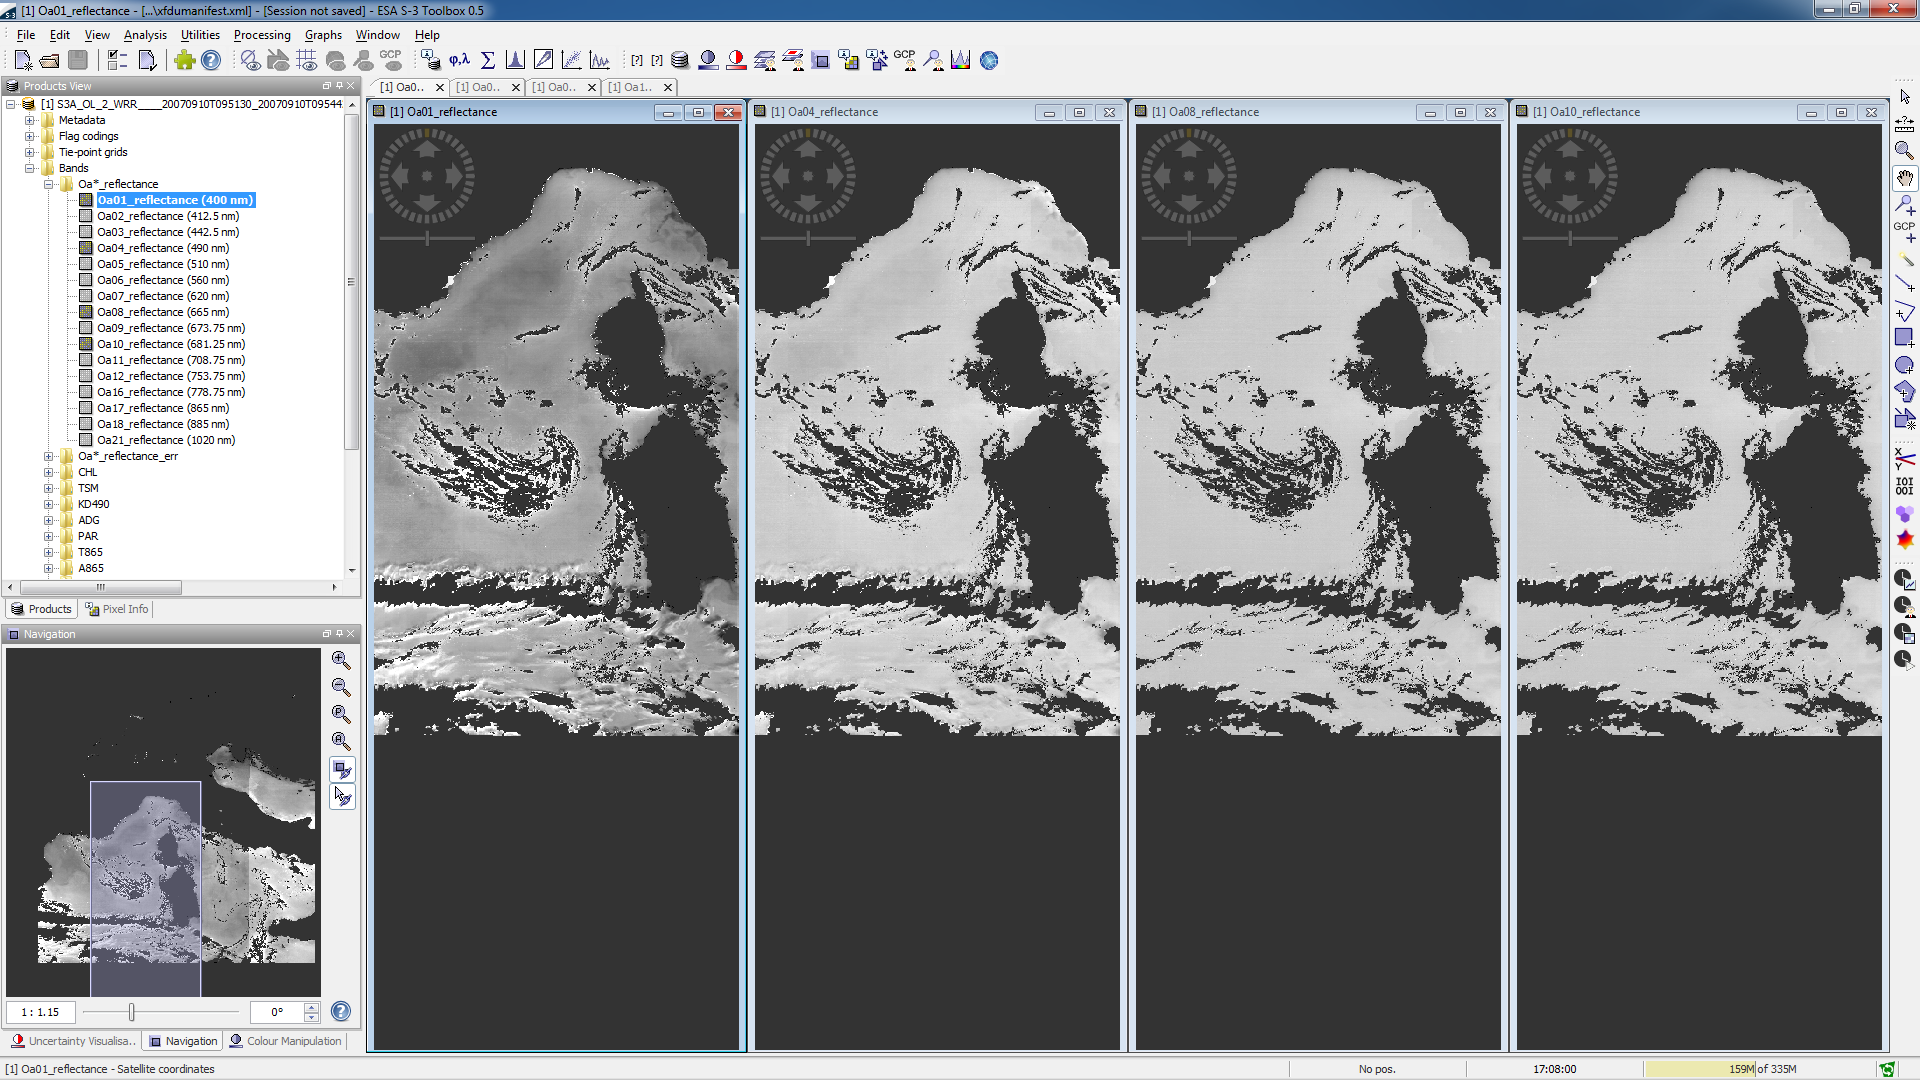 [1] Oa01_reflectance - [...\xfdumanifest.xml] - [Session not saved] - ESA S-3 Toolbox 0.5
File Edit View Analysis Utilities Processing Graphs Window Help
GCP φ,λ Σ [?] [?] GCP
Products View
[1] Oa0.. [1] Oa0.. [1] Oa0.. [1] Oa1..
[1] S3A_OL_2_WRR____20070910T095130_2007091​0T09544
Metadata
Flag codings
Tie-point grids
Bands
Oa*_reflectance
Oa01_reflectance (400 nm)
Oa02_reflectance (412.5 nm)
Oa03_reflectance (442.5 nm)
Oa04_reflectance (490 nm)
Oa05_reflectance (510 nm)
Oa06_reflectance (560 nm)
Oa07_reflectance (620 nm)
Oa08_reflectance (665 nm)
Oa09_reflectance (673.75 nm)
Oa10_reflectance (681.25 nm)
Oa11_reflectance (708.75 nm)
Oa12_reflectance (753.75 nm)
Oa16_reflectance (778.75 nm)
Oa17_reflectance (865 nm)
Oa18_reflectance (885 nm)
Oa21_reflectance (1020 nm)
Oa*_reflectance_err
CHL
TSM
KD490
ADG
PAR
T865
A865
Products Pixel Info
Navigation
1 : 1.15 0°
Uncertainty Visualisa.. Navigation Colour Manipulation
[1] Oa01_reflectance
[1] Oa04_reflectance
[1] Oa08_reflectance
[1] Oa10_reflectance
GCP
X
Y
IOI
OOI
[1] Oa01_reflectance - Satellite coordinates No pos. 17:08:00 159M of 335M